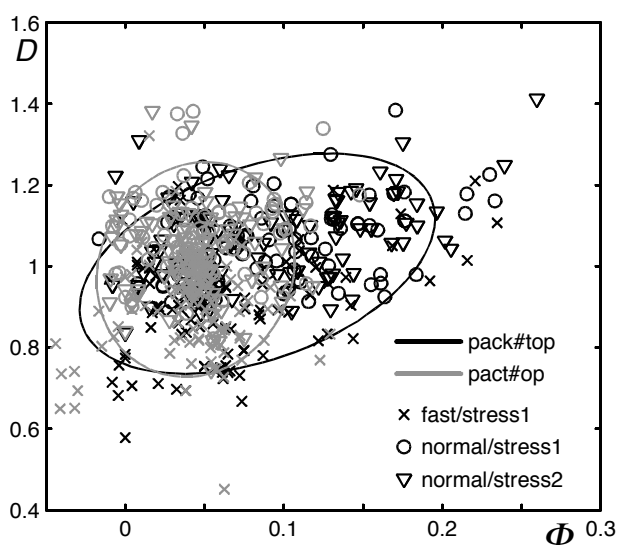 1.6
D
1.4
1.2
1
0.8
0.6
0.4
pack#top
pact#op
fast/stress1
normal/stress1
normal/stress2
0 0.1 0.2 Φ 0.3